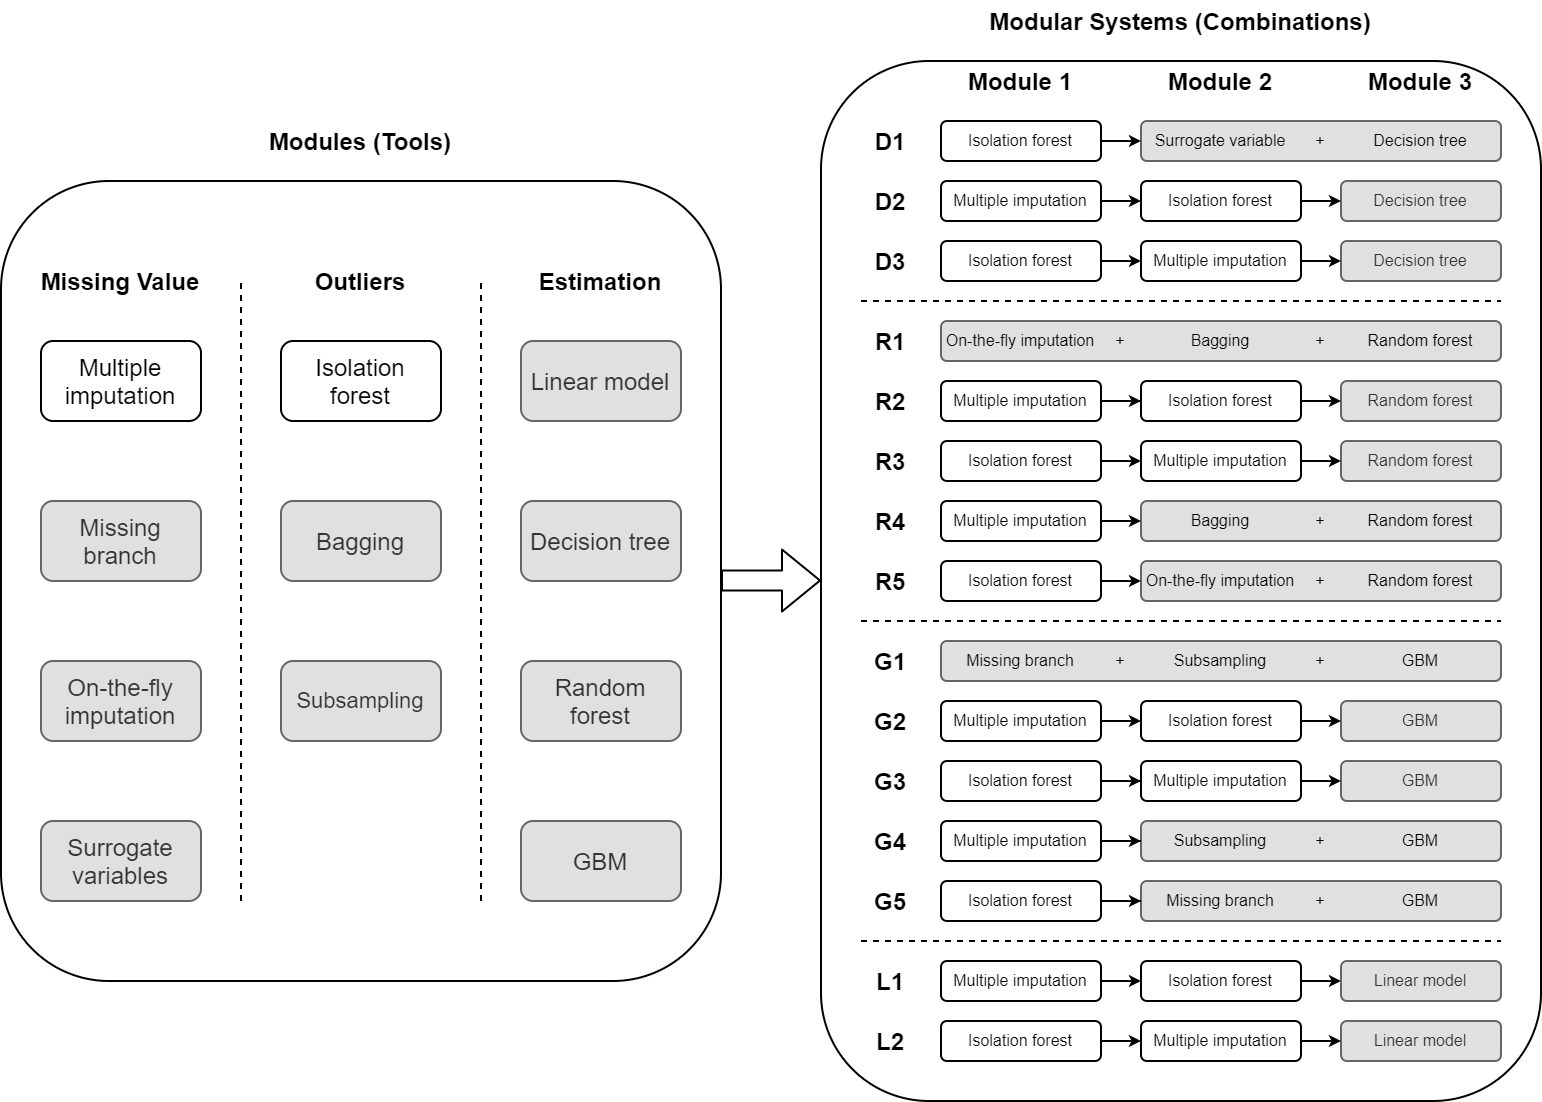 Modular Systems (Combinations)
Modules (Tools)
Missing Value
Outliers
Estimation
Multiple
imputation
Isolation
forest
Linear model
Missing
branch
Bagging
Decision tree
On-the-fly
imputation
Subsampling
Random
forest
Surrogate
variables
GBM
Module 1 Module 2 Module 3
D1 Isolation forest Surrogate variable + Decision tree
D2 Multiple imputation Isolation forest Decision tree
D3 Isolation forest Multiple imputation Decision tree
R1 On-the-fly imputation + Bagging + Random forest
R2 Multiple imputation Isolation forest Random forest
R3 Isolation forest Multiple imputation Random forest
R4 Multiple imputation Bagging + Random forest
R5 Isolation forest On-the-fly imputation + Random forest
G1 Missing branch + Subsampling + GBM
G2 Multiple imputation Isolation forest GBM
G3 Isolation forest Multiple imputation GBM
G4 Multiple imputation Subsampling + GBM
G5 Isolation forest Missing branch + GBM
L1 Multiple imputation Isolation forest Linear model
L2 Isolation forest Multiple imputation Linear model